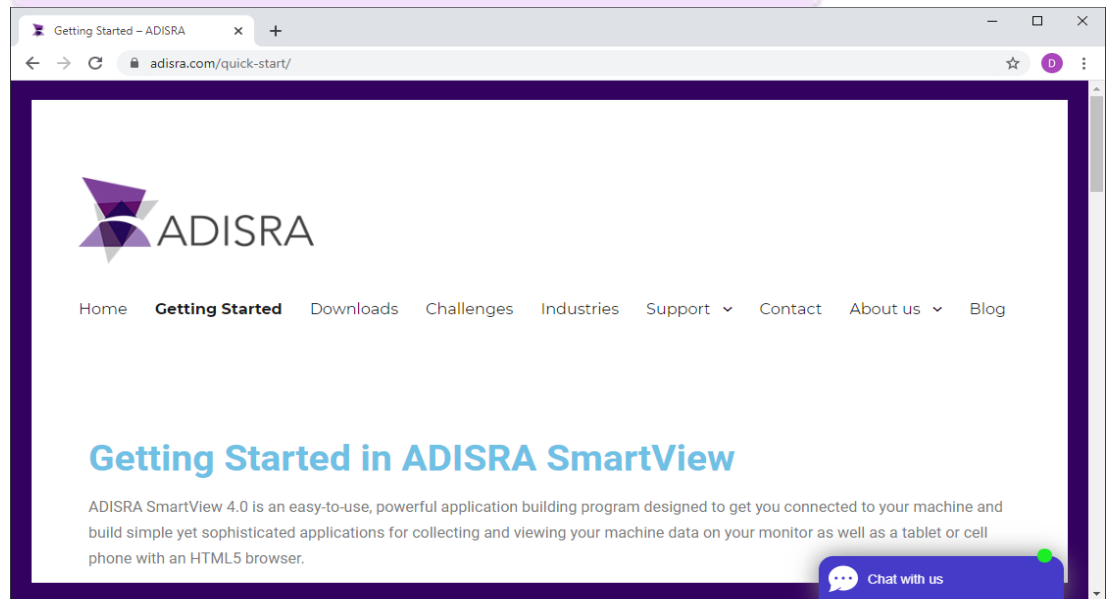 Getting Started – ADISRA
adisra.com/quick-start/
D
ADISRA
Home Getting Started Downloads Challenges Industries Support Contact About us Blog
Getting Started in ADISRA SmartView
ADISRA SmartView 4.0 is an easy-to-use, powerful application building program designed to get you connected to your machine and
build simple yet sophisticated applications for collecting and viewing your machine data on your monitor as well as a tablet or cell
phone with an HTML5 browser.
Chat with us